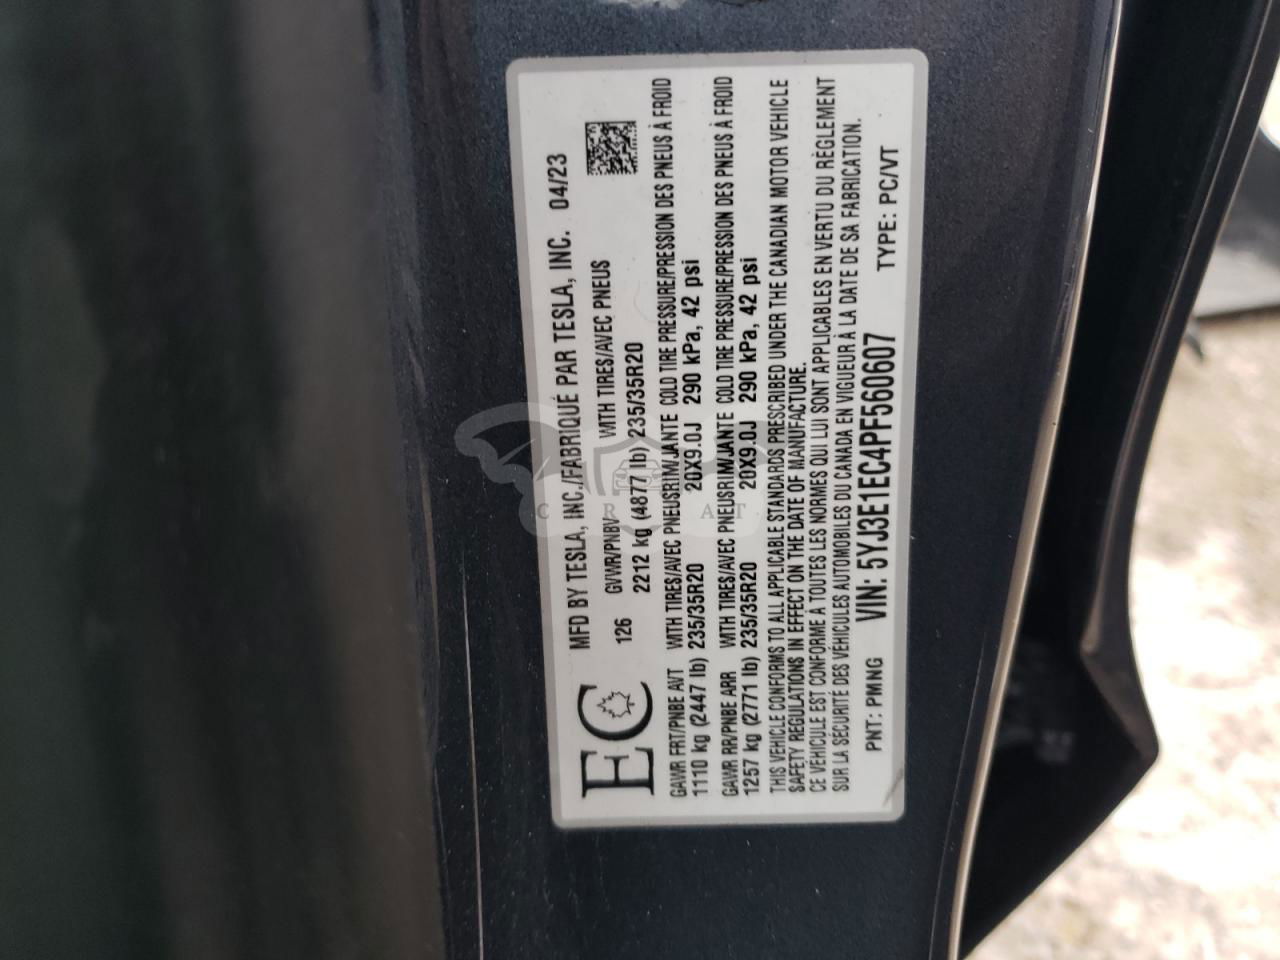 MFD BY TESLA, INC./FABRIQUÉ PAR TESLA, INC. 04/23
126 GVWR/PNBV WITH TIRES/AVEC PNEUS
2212 kg (4877 lb) 235/35R20
EC
GAWR FRT/PNBE AVT WITH TIRES/AVEC PNEUS RIM/JANTE COLD TIRE PRESSURE/PRESSION DES PNEUS À FROID
1110 kg (2447 lb) 235/35R20 20X9.0J 290 kPa, 42 psi
GAWR RR/PNBE ARR WITH TIRES/AVEC PNEUS RIM/JANTE COLD TIRE PRESSURE/PRESSION DES PNEUS À FROID
1257 kg (2771 lb) 235/35R20 20X9.0J 290 kPa, 42 psi
THIS VEHICLE CONFORMS TO ALL APPLICABLE STANDARDS PRESCRIBED UNDER THE CANADIAN MOTOR VEHICLE
SAFETY REGULATIONS IN EFFECT ON THE DATE OF MANUFACTURE.
CE VÉHICULE EST CONFORME À TOUTES LES NORMES QUI LUI SONT APPLICABLES EN VERTU DU RÈGLEMENT
SUR LA SÉCURITÉ DES VÉHICULES AUTOMOBILES DU CANADA EN VIGUEUR À LA DATE DE SA FABRICATION.
PNT: PMNG VIN: 5YJ3E1EC4PF560607 TYPE: PC/VT